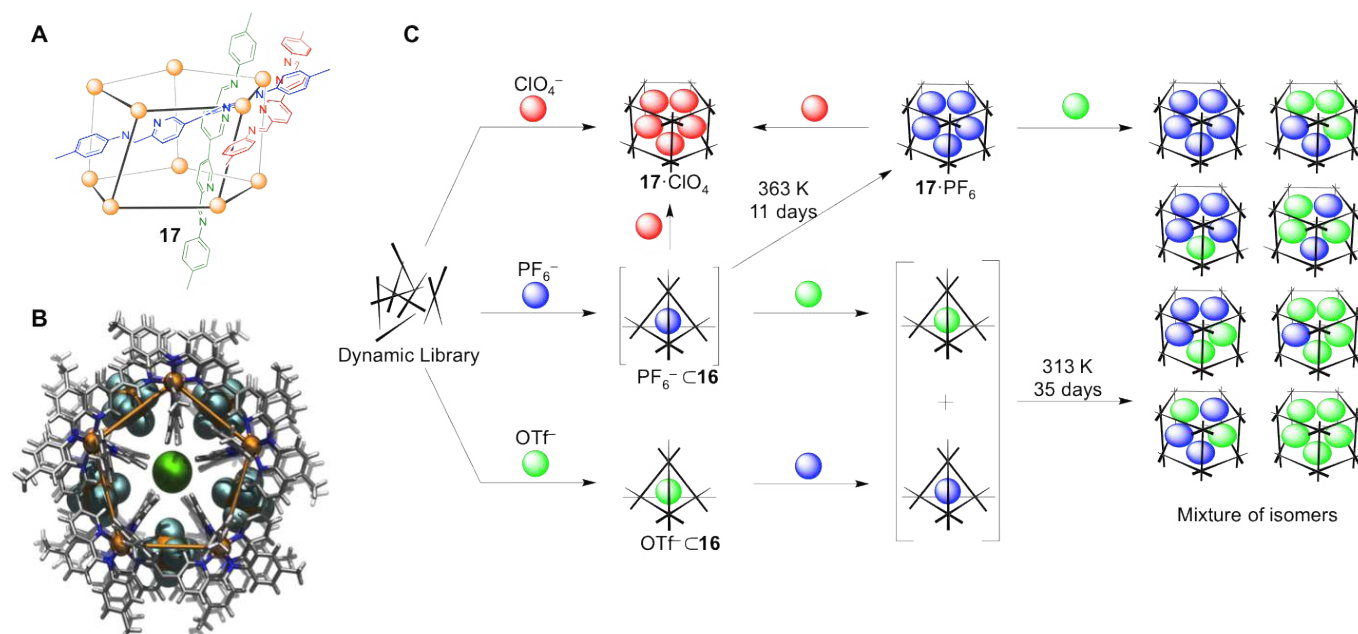 A
C
N
N
N
N
N
N
N
N
N
17
B
ClO₄⁻
17·ClO₄
363 K
11 days
17·PF₆
PF₆⁻
Dynamic Library
PF₆⁻ ⊂16
+
313 K
35 days
OTf⁻
OTf⁻ ⊂16
Mixture of isomers